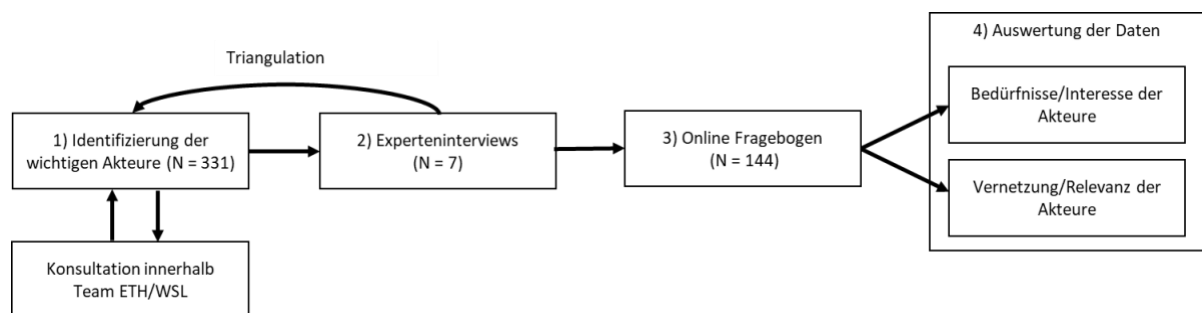 Triangulation
1) Identifizierung der
wichtigen Akteure (N = 331)
Konsultation innerhalb
Team ETH/WSL
2) Experteninterviews
(N = 7)
3) Online Fragebogen
(N = 144)
4) Auswertung der Daten
Bedürfnisse/Interesse der
Akteure
Vernetzung/Relevanz der
Akteure